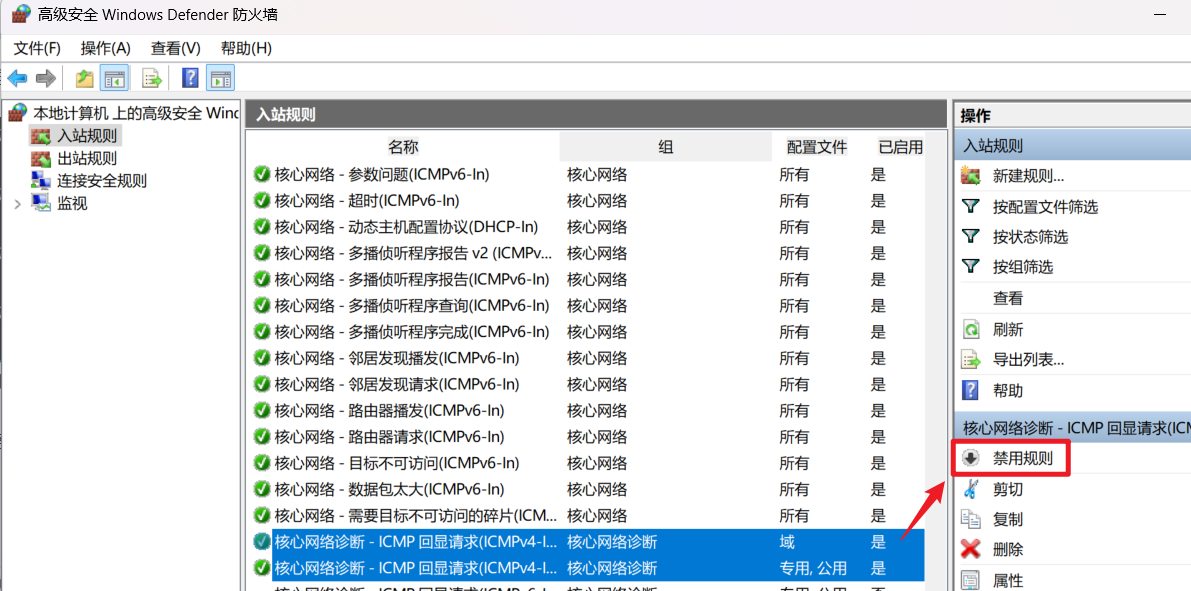 高级安全 Windows Defender 防火墙
文件(F) 操作(A) 查看(V) 帮助(H)
本地计算机 上的高级安全 Winc
入站规则
出站规则
连接安全规则
监视
入站规则
名称 组 配置文件 已启用
核心网络 - 参数问题(ICMPv6-In) 核心网络 所有 是
核心网络 - 超时(ICMPv6-In) 核心网络 所有 是
核心网络 - 动态主机配置协议(DHCP-In) 核心网络 所有 是
核心网络 - 多播侦听程序报告 v2 (ICMPv... 核心网络 所有 是
核心网络 - 多播侦听程序报告(ICMPv6-In) 核心网络 所有 是
核心网络 - 多播侦听程序查询(ICMPv6-In) 核心网络 所有 是
核心网络 - 多播侦听程序完成(ICMPv6-In) 核心网络 所有 是
核心网络 - 邻居发现播发(ICMPv6-In) 核心网络 所有 是
核心网络 - 邻居发现请求(ICMPv6-In) 核心网络 所有 是
核心网络 - 路由器播发(ICMPv6-In) 核心网络 所有 是
核心网络 - 路由器请求(ICMPv6-In) 核心网络 所有 是
核心网络 - 目标不可访问(ICMPv6-In) 核心网络 所有 是
核心网络 - 数据包太大(ICMPv6-In) 核心网络 所有 是
核心网络 - 需要目标不可访问的碎片(ICM... 核心网络 所有 是
核心网络诊断 - ICMP 回显请求(ICMPv4-I... 核心网络诊断 域 是
核心网络诊断 - ICMP 回显请求(ICMPv4-I... 核心网络诊断 专用, 公用 是
操作
入站规则
新建规则...
按配置文件筛选
按状态筛选
按组筛选
查看
刷新
导出列表...
帮助
核心网络诊断 - ICMP 回显请求(ICM
禁用规则
剪切
复制
删除
属性